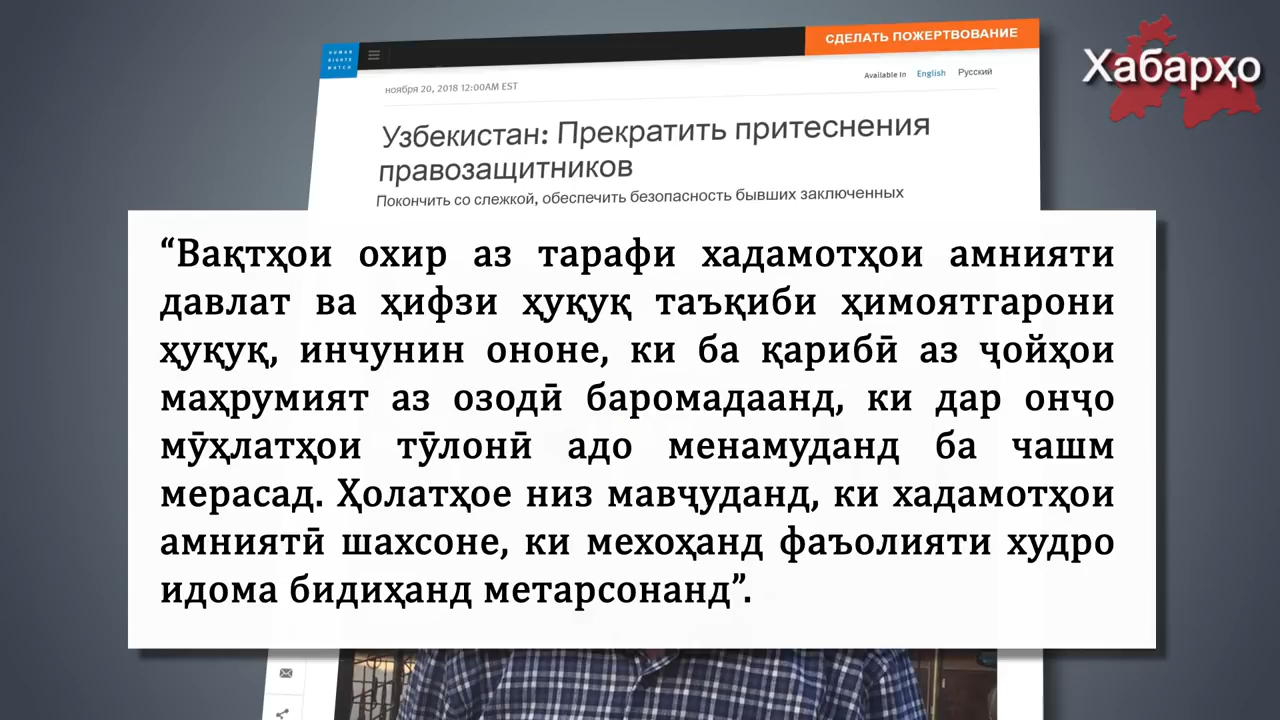 HUMAN
RIGHTS
WATCH
СДЕЛАТЬ ПОЖЕРТВОВАНИЕ
Хабарҳо
Available In English Русский
ноября 20, 2018 12:00AM EST
Узбекистан: Прекратить притеснения
правозащитников
Покончить со слежкой, обеспечить безопасность бывших заключенных
“Вақтҳои охир аз тарафи хадамотҳои амнияти
давлат ва ҳифзи ҳуқуқ таъқиби ҳимоятгарони
ҳуқуқ, инчунин ононе, ки ба қарибӣ аз ҷойҳои
маҳрумият аз озодӣ баромадаанд, ки дар онҷо
мӯҳлатҳои тӯлонӣ адо менамуданд ба чашм
мерасад. Ҳолатҳое низ мавҷуданд, ки хадамотҳои
амниятӣ шахсоне, ки мехоҳанд фаъолияти худро
идома бидиҳанд метарсонанд”.